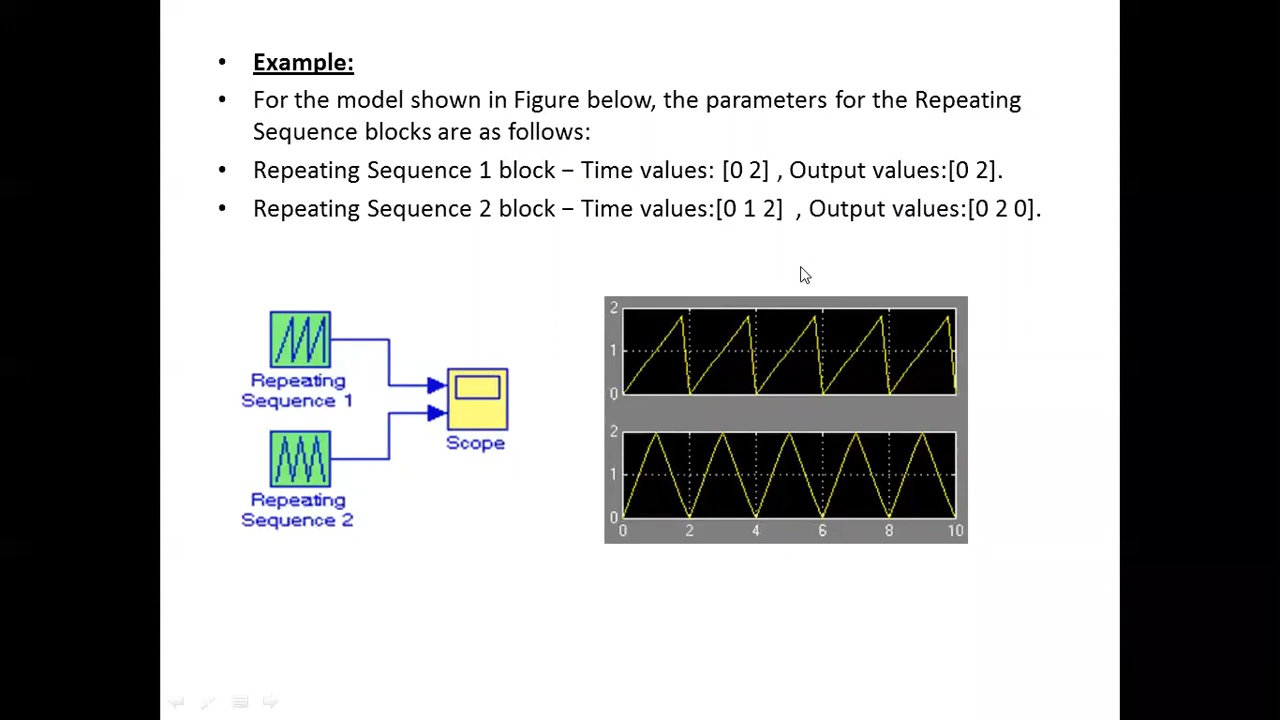 • Example:
• For the model shown in Figure below, the parameters for the Repeating
Sequence blocks are as follows:
• Repeating Sequence 1 block − Time values: [0 2] , Output values:[0 2].
• Repeating Sequence 2 block − Time values:[0 1 2]  , Output values:[0 2 0].
Repeating
Sequence 1
Repeating
Sequence 2
Scope
2
1
0
2
1
0
0 2 4 6 8 10